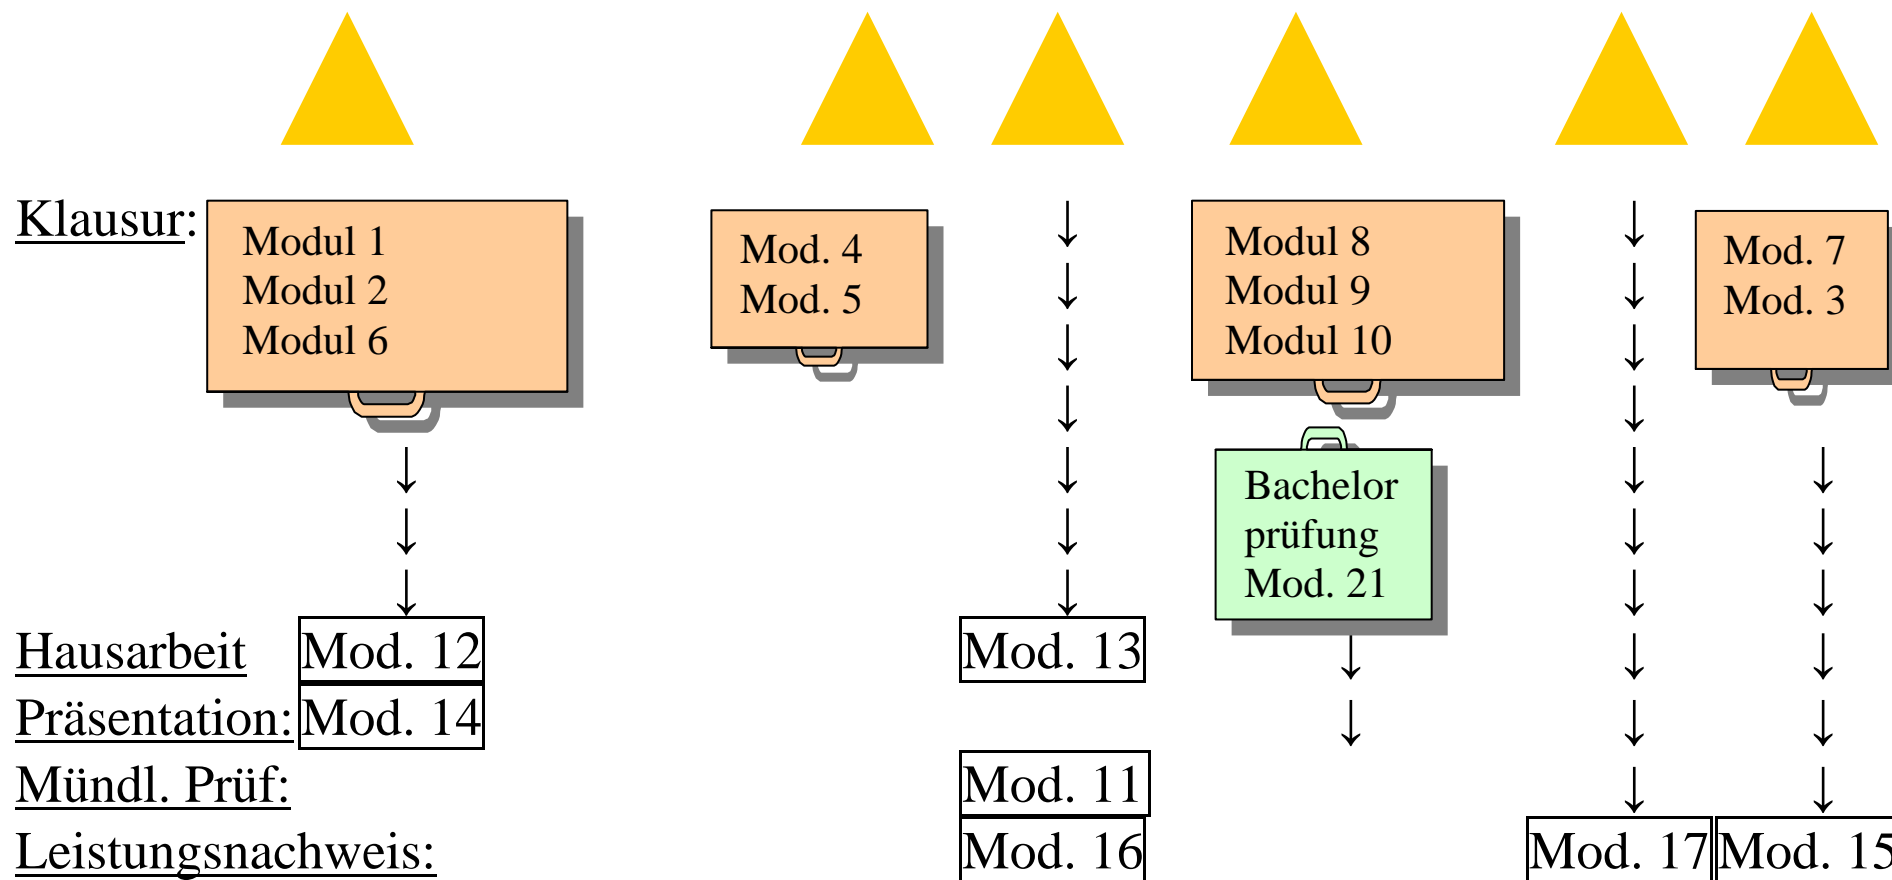 Klausur:
Modul 1
Modul 2
Modul 6
Mod. 4
Mod. 5
Modul 8
Modul 9
Modul 10
Mod. 7
Mod. 3
Bachelor
prüfung
Mod. 21
Hausarbeit Mod. 12 Mod. 13
Präsentation: Mod. 14
Mündl. Prüf: Mod. 11
Leistungsnachweis: Mod. 16 Mod. 17 Mod. 15